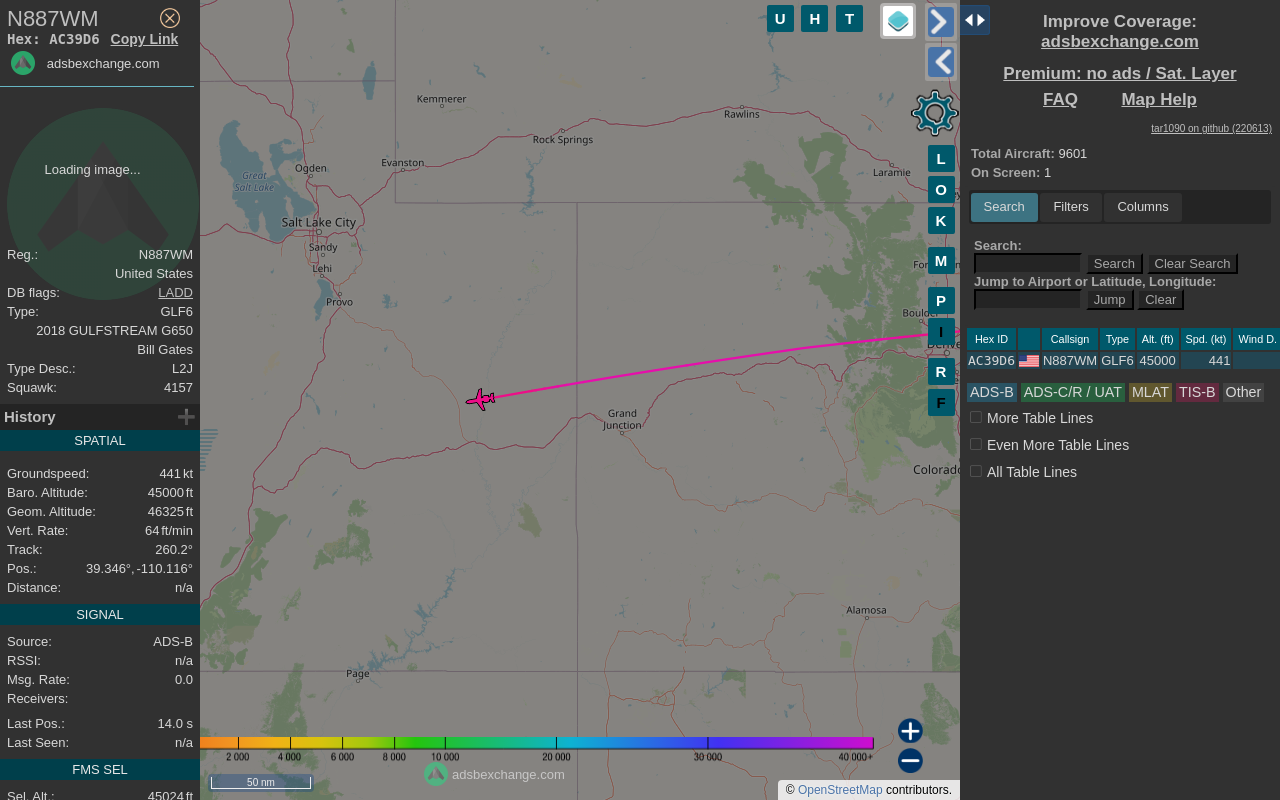 N887WM
Hex: AC39D6 Copy Link
adsbexchange.com
Loading image...
Reg.: N887WM
United States
DB flags: LADD
Type: GLF6
2018 GULFSTREAM G650
Bill Gates
Type Desc.: L2J
Squawk: 4157
History
SPATIAL
Groundspeed: 441 kt
Baro. Altitude: 45000 ft
Geom. Altitude: 46325 ft
Vert. Rate: 64 ft/min
Track: 260.2°
Pos.: 39.346°, -110.116°
Distance: n/a
SIGNAL
Source: ADS-B
RSSI: n/a
Msg. Rate: 0.0
Receivers:
Last Pos.: 14.0 s
Last Seen: n/a
FMS SEL
Sel. Alt.: 45024 ft
U H T
Kemmerer
Rawlins
Rock Springs
Evanston
Ogden
Laramie
Great
Salt Lake
Salt Lake City
Sandy
Lehi
Provo
Grand
Junction
Alamosa
Page
L
O
K
M
P
I
R
F
2 000 4 000 6 000 8 000 10 000 20 000 30 000 40 000+
adsbexchange.com
50 nm
© OpenStreetMap contributors.
Improve Coverage:
adsbexchange.com
Premium: no ads / Sat. Layer
FAQ Map Help
tar1090 on github (220613)
Total Aircraft: 9601
On Screen: 1
Search Filters Columns
Search:
Search Clear Search
Jump to Airport or Latitude, Longitude:
Jump Clear
Hex ID Callsign Type Alt. (ft) Spd. (kt) Wind D.
AC39D6 N887WM GLF6 45000 441
ADS-B ADS-C/R / UAT MLAT TIS-B Other
More Table Lines
Even More Table Lines
All Table Lines